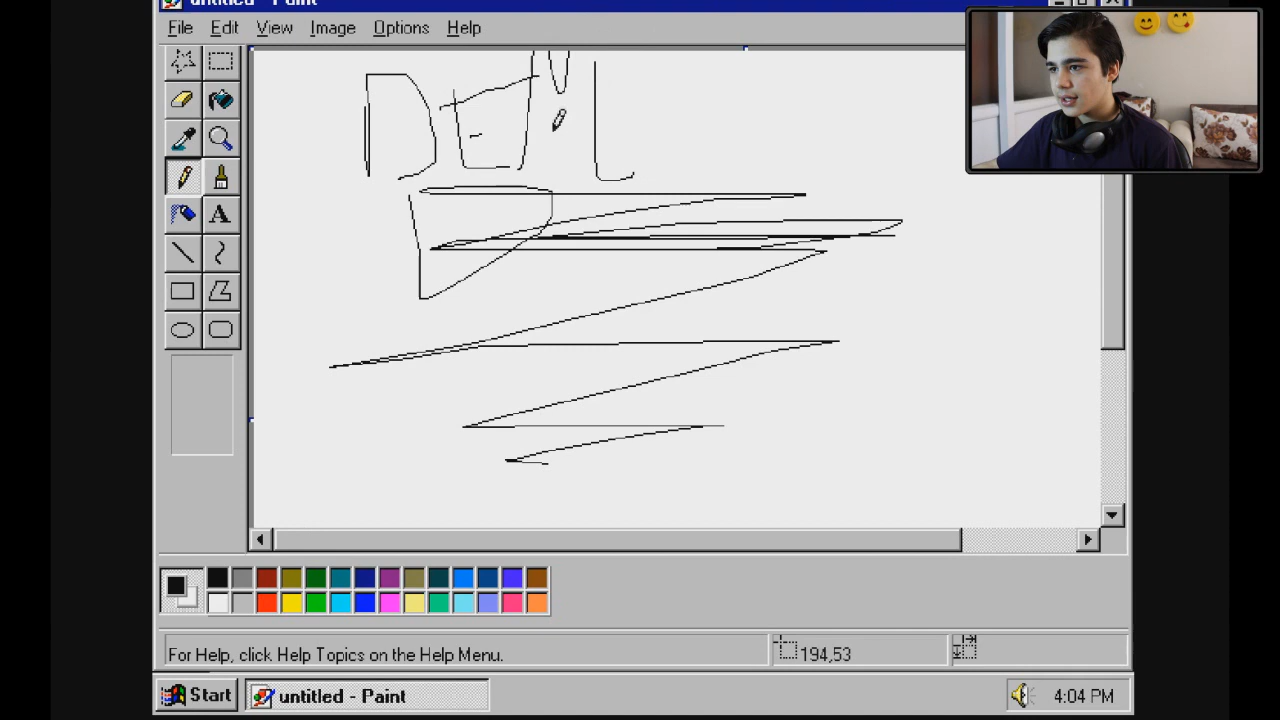 untitled - Paint
File Edit View Image Options Help
A
For Help, click Help Topics on the Help Menu.
194,53
Start
untitled - Paint
4:04 PM